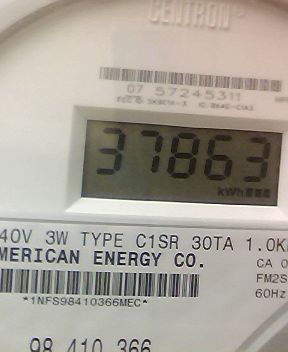 CENTRON®
07 57245311
37863
kWh
40V 3W TYPE C1SR 30TA 1.0K
MERICAN ENERGY CO.
CA 0
FM2S
60Hz
*1NFS98410366MEC*
98 410 366